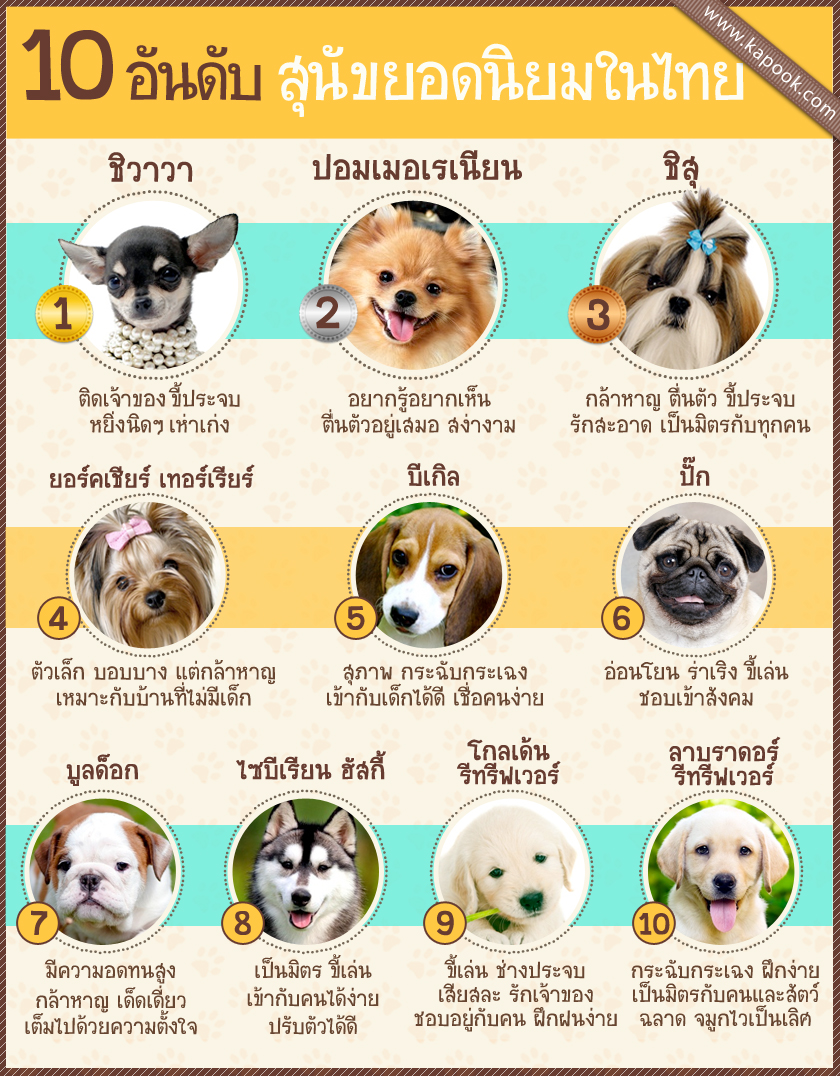 10 อันดับ สุนัขยอดนิยมในไทย
www.kapook.com
ชิวาวา
ปอมเมอเรเนียน
ชิสุ
1
2
3
ติดเจ้าของ ขี้ประจบ
หยิ่งนิดๆ เห่าเก่ง
อยากรู้อยากเห็น
ตื่นตัวอยู่เสมอ สง่างาม
กล้าหาญ ตื่นตัว ขี้ประจบ
รักสะอาด เป็นมิตรกับทุกคน
ยอร์คเชียร์ เทอร์เรียร์
บีเกิล
ปั๊ก
4
5
6
ตัวเล็ก บอบบาง แต่กล้าหาญ
เหมาะกับบ้านที่ไม่มีเด็ก
สุภาพ กระฉับกระเฉง
เข้ากับเด็กได้ดี เชื่อคนง่าย
อ่อนโยน ร่าเริง ขี้เล่น
ชอบเข้าสังคม
บูลด็อก
ไซบีเรียน ฮัสกี้
โกลเด้น
รีทรีฟเวอร์
ลาบราดอร์
รีทรีฟเวอร์
7
8
9
10
มีความอดทนสูง
กล้าหาญ เด็ดเดี่ยว
เต็มไปด้วยความตั้งใจ
เป็นมิตร ขี้เล่น
เข้ากับคนได้ง่าย
ปรับตัวได้ดี
ขี้เล่น ช่างประจบ
เสียสละ รักเจ้าของ
ชอบอยู่กับคน ฝึกฝนง่าย
กระฉับกระเฉง ฝึกง่าย
เป็นมิตรกับคนและสัตว์
ฉลาด จมูกไวเป็นเลิศ